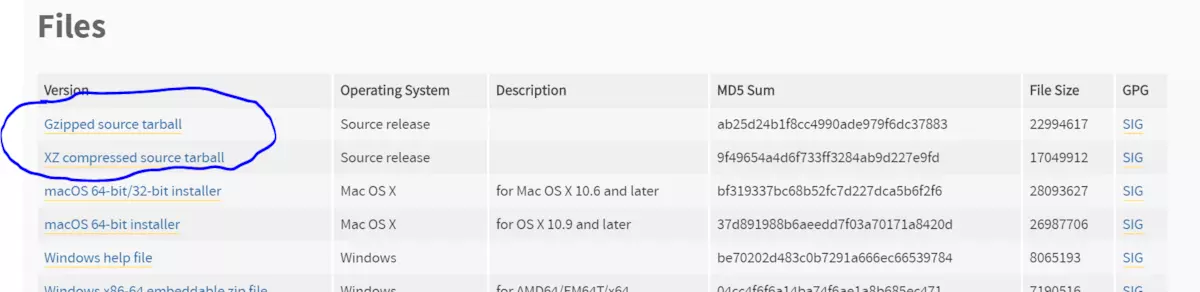 Files
Version Operating System Description MD5 Sum File Size GPG
Gzipped source tarball Source release ab25d24b1f8cc4990ade979f6dc37883 22994617 SIG
XZ compressed source tarball Source release 9f49654a4d6f733ff3284ab9d227e9fd 17049912 SIG
macOS 64-bit/32-bit installer Mac OS X for Mac OS X 10.6 and later bf319337bc68b52fc7d227dca5b6f2f6 28093627 SIG
macOS 64-bit installer Mac OS X for OS X 10.9 and later 37d891988b6aeedd7f03a70171a8420d 26987706 SIG
Windows help file Windows be70202d483c0b7291a666ec66539784 8065193 SIG
Windows x86-64 embeddable zip file Windows for AMD64/EM64T/x64 04cc4f6f6a14ba74f6ae1a8b685ec471 7190516 SIG